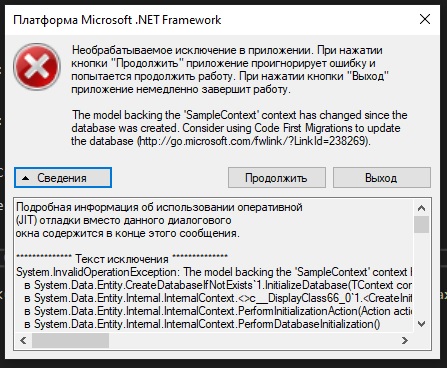 Платформа Microsoft .NET Framework
Необрабатываемое исключение в приложении. При нажатии
кнопки "Продолжить" приложение проигнорирует ошибку и
попытается продолжить работу. При нажатии кнопки "Выход"
приложение немедленно завершит работу.
The model backing the 'SampleContext' context has changed since the
database was created. Consider using Code First Migrations to update
the database (http://go.microsoft.com/fwlink/?LinkId=238269).
Сведения
Продолжить
Выход
Подробная информация об использовании оперативной
(JIT) отладки вместо данного диалогового
окна содержится в конце этого сообщения.
************** Текст исключения **************
System.InvalidOperationException: The model backing the 'SampleContext' context
в System.Data.Entity.CreateDatabaseIfNotExists`1.InitializeDatabase(TContext con
в System.Data.Entity.Internal.InternalContext.<>c__DisplayClass66_0`1.<CreateInit
в System.Data.Entity.Internal.InternalContext.PerformInitializationAction(Action acti
в System.Data.Entity.Internal.InternalContext.PerformDatabaseInitialization()